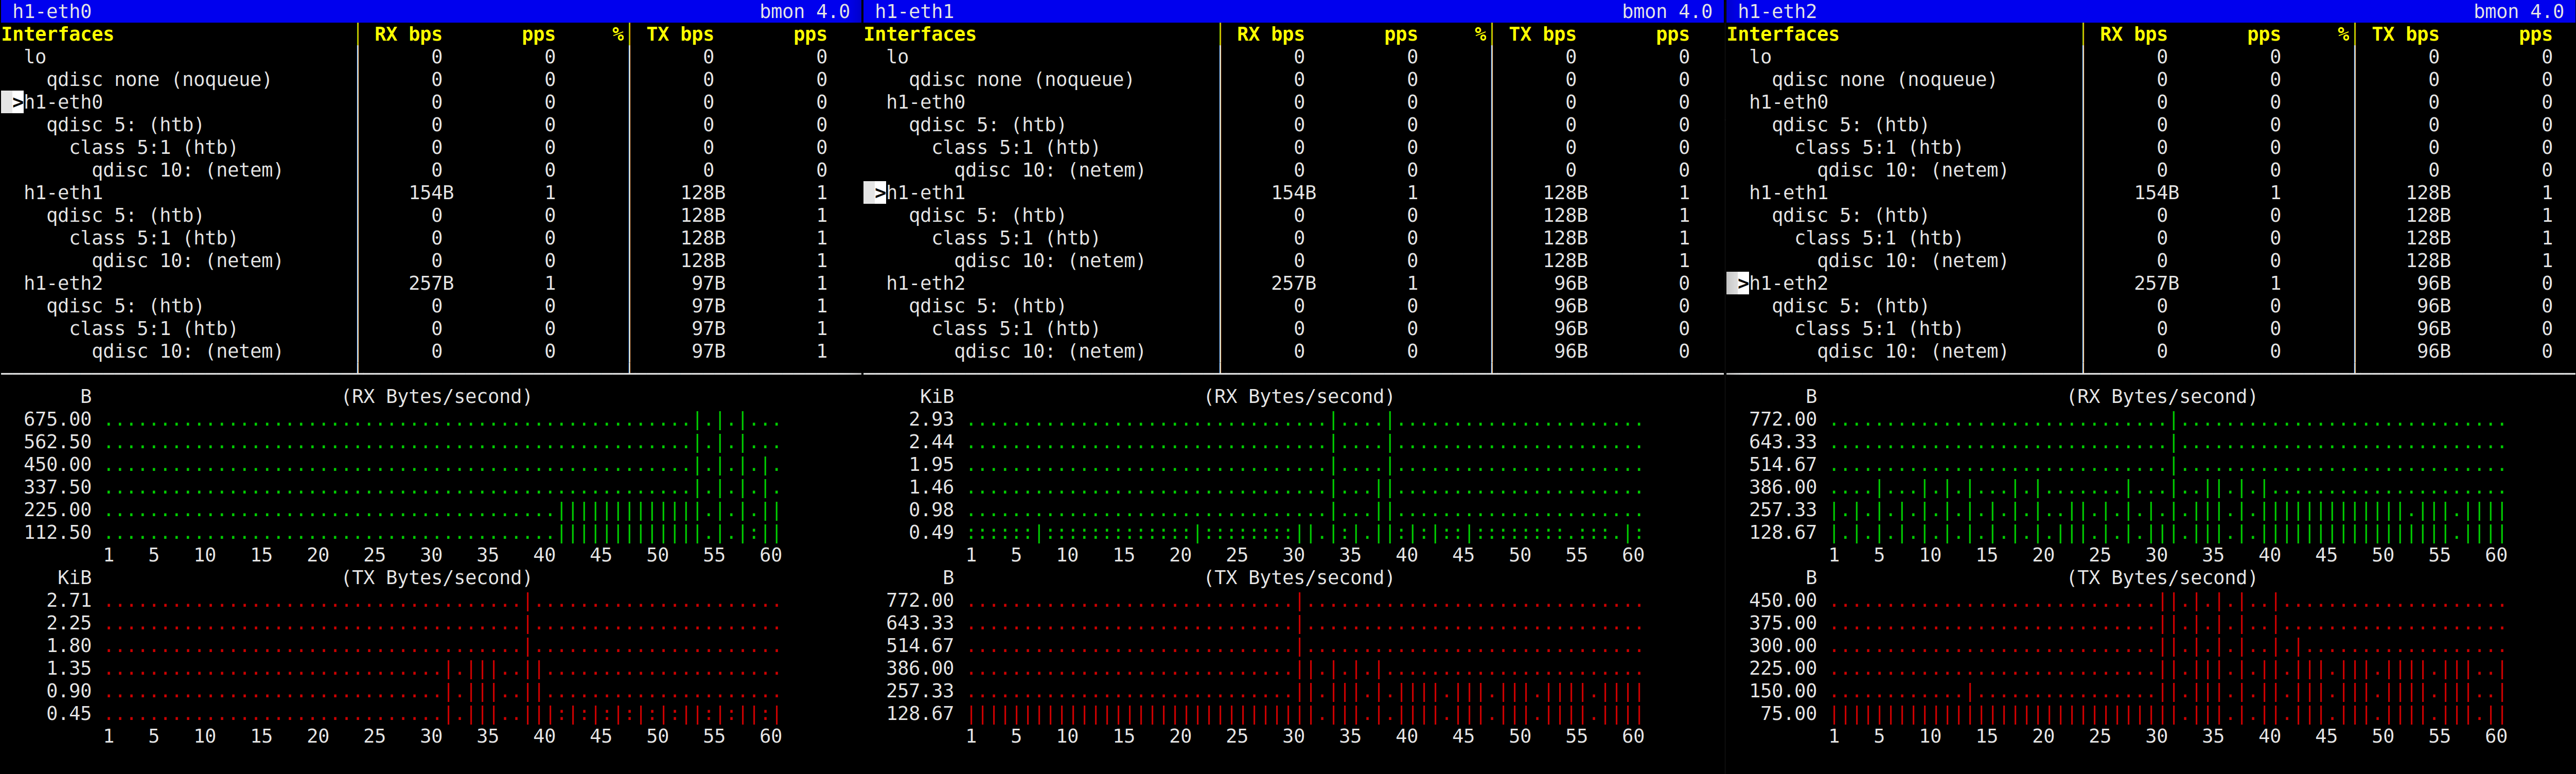 h1-eth0 bmon 4.0
Interfaces RX bps pps % TX bps pps
lo 0 0 0 0
qdisc none (noqueue) 0 0 0 0
>h1-eth0 0 0 0 0
qdisc 5: (htb) 0 0 0 0
class 5:1 (htb) 0 0 0 0
qdisc 10: (netem) 0 0 0 0
h1-eth1 154B 1 128B 1
qdisc 5: (htb) 0 0 128B 1
class 5:1 (htb) 0 0 128B 1
qdisc 10: (netem) 0 0 128B 1
h1-eth2 257B 1 97B 1
qdisc 5: (htb) 0 0 97B 1
class 5:1 (htb) 0 0 97B 1
qdisc 10: (netem) 0 0 97B 1
B (RX Bytes/second)
675.00
562.50
450.00
337.50
225.00
112.50
1 5 10 15 20 25 30 35 40 45 50 55 60
KiB (TX Bytes/second)
2.71
2.25
1.80
1.35
0.90
0.45
1 5 10 15 20 25 30 35 40 45 50 55 60
h1-eth1 bmon 4.0
Interfaces RX bps pps % TX bps pps
lo 0 0 0 0
qdisc none (noqueue) 0 0 0 0
h1-eth0 0 0 0 0
qdisc 5: (htb) 0 0 0 0
class 5:1 (htb) 0 0 0 0
qdisc 10: (netem) 0 0 0 0
>h1-eth1 154B 1 128B 1
qdisc 5: (htb) 0 0 128B 1
class 5:1 (htb) 0 0 128B 1
qdisc 10: (netem) 0 0 128B 1
h1-eth2 257B 1 96B 0
qdisc 5: (htb) 0 0 96B 0
class 5:1 (htb) 0 0 96B 0
qdisc 10: (netem) 0 0 96B 0
KiB (RX Bytes/second)
2.93
2.44
1.95
1.46
0.98
0.49
1 5 10 15 20 25 30 35 40 45 50 55 60
B (TX Bytes/second)
772.00
643.33
514.67
386.00
257.33
128.67
1 5 10 15 20 25 30 35 40 45 50 55 60
h1-eth2 bmon 4.0
Interfaces RX bps pps % TX bps pps
lo 0 0 0 0
qdisc none (noqueue) 0 0 0 0
h1-eth0 0 0 0 0
qdisc 5: (htb) 0 0 0 0
class 5:1 (htb) 0 0 0 0
qdisc 10: (netem) 0 0 0 0
h1-eth1 154B 1 128B 1
qdisc 5: (htb) 0 0 128B 1
class 5:1 (htb) 0 0 128B 1
qdisc 10: (netem) 0 0 128B 1
>h1-eth2 257B 1 96B 0
qdisc 5: (htb) 0 0 96B 0
class 5:1 (htb) 0 0 96B 0
qdisc 10: (netem) 0 0 96B 0
B (RX Bytes/second)
772.00
643.33
514.67
386.00
257.33
128.67
1 5 10 15 20 25 30 35 40 45 50 55 60
B (TX Bytes/second)
450.00
375.00
300.00
225.00
150.00
75.00
1 5 10 15 20 25 30 35 40 45 50 55 60